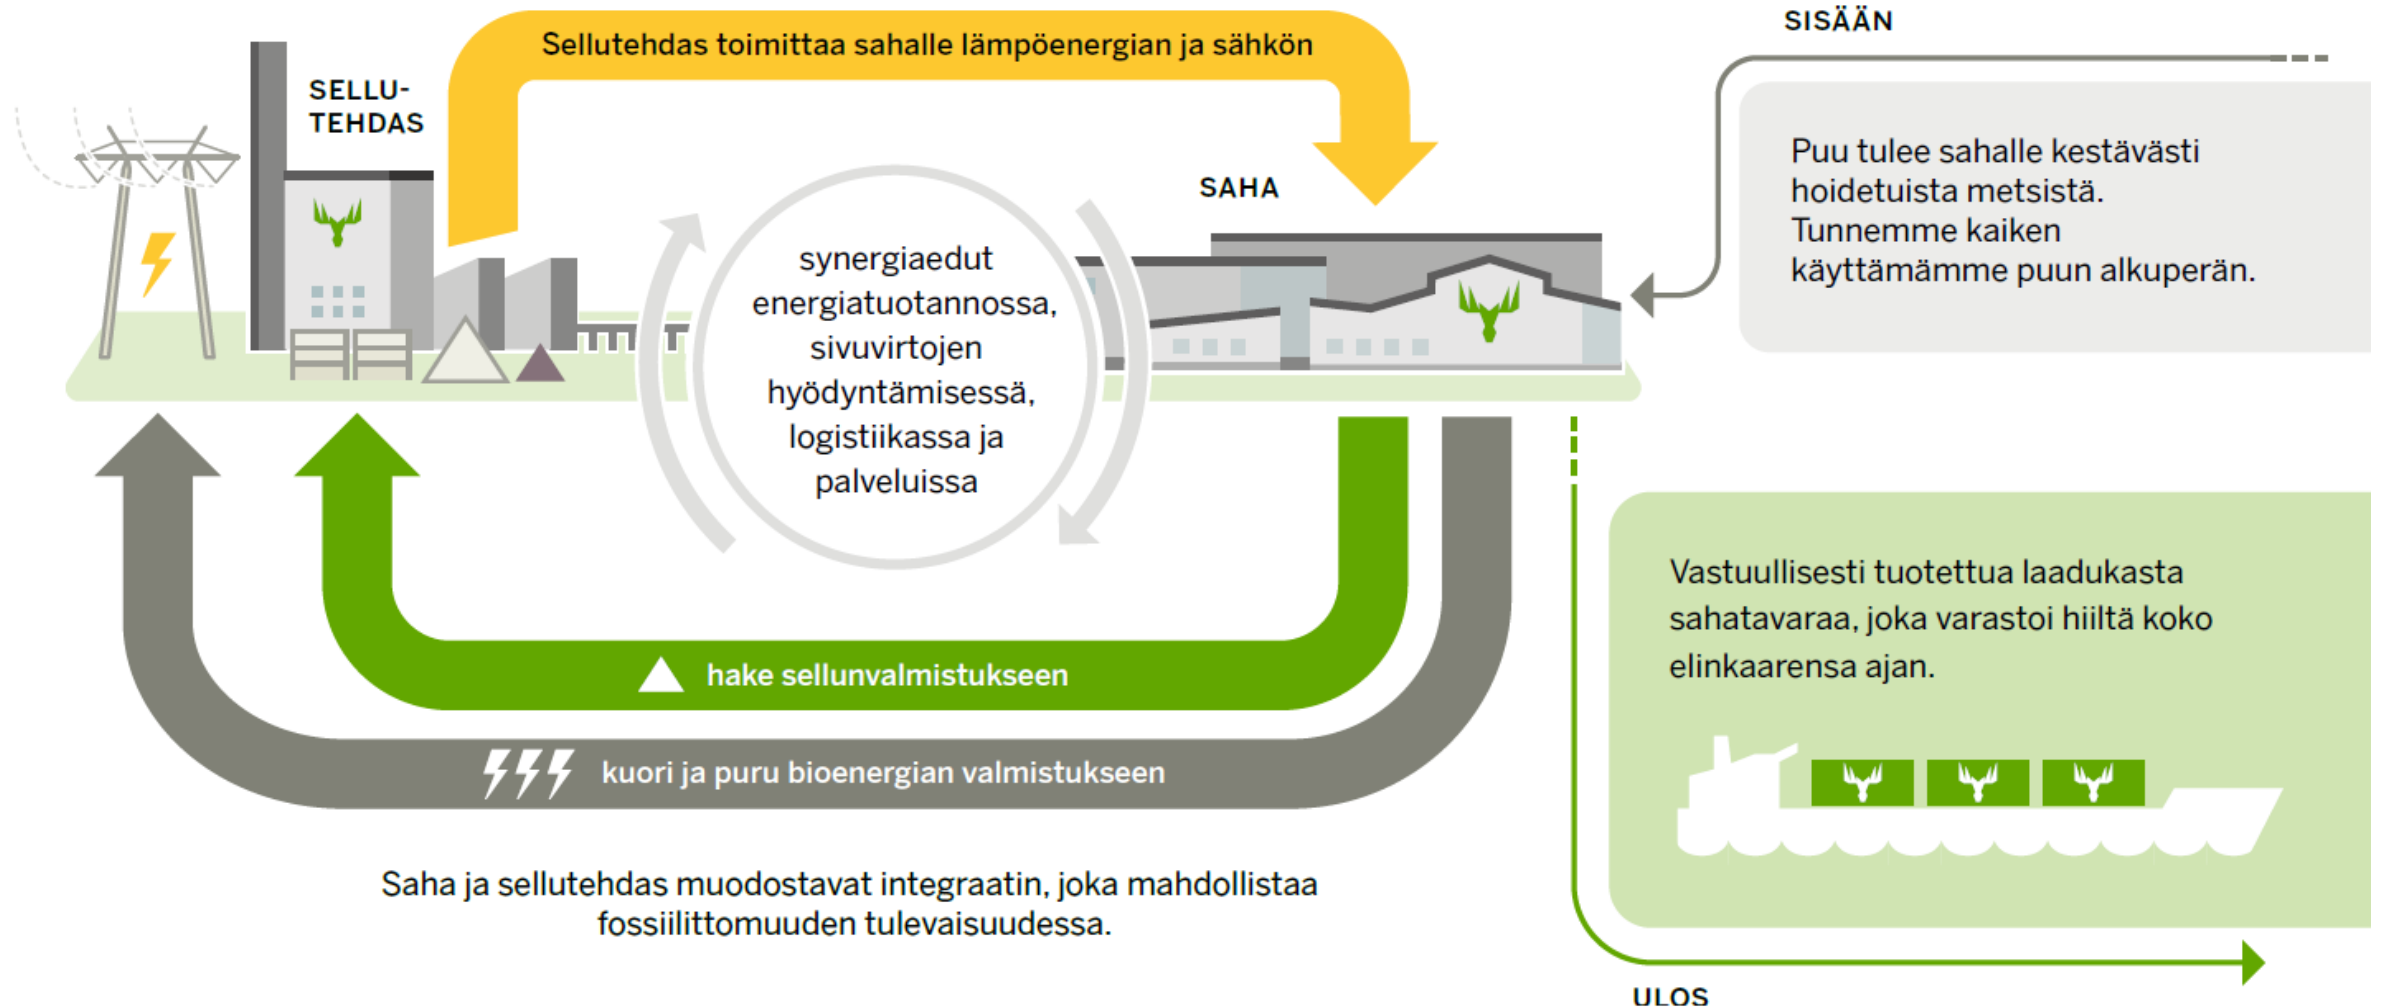 Sellutehdas toimittaa sahalle lämpöenergian ja sähkön
SELLU-
TEHDAS
SAHA
SISÄÄN
Puu tulee sahalle kestävästi
hoidetuista metsistä.
Tunnemme kaiken
käyttämämme puun alkuperän.
synergiaedut
energiatuotannossa,
sivuvirtojen
hyödyntämisessä,
logistiikassa ja
palveluissa
Vastuullisesti tuotettua laadukasta
sahatavaraa, joka varastoi hiiltä koko
elinkaarensa ajan.
hake sellunvalmistukseen
kuori ja puru bioenergian valmistukseen
Saha ja sellutehdas muodostavat integraatin, joka mahdollistaa
fossiilittomuuden tulevaisuudessa.
ULOS